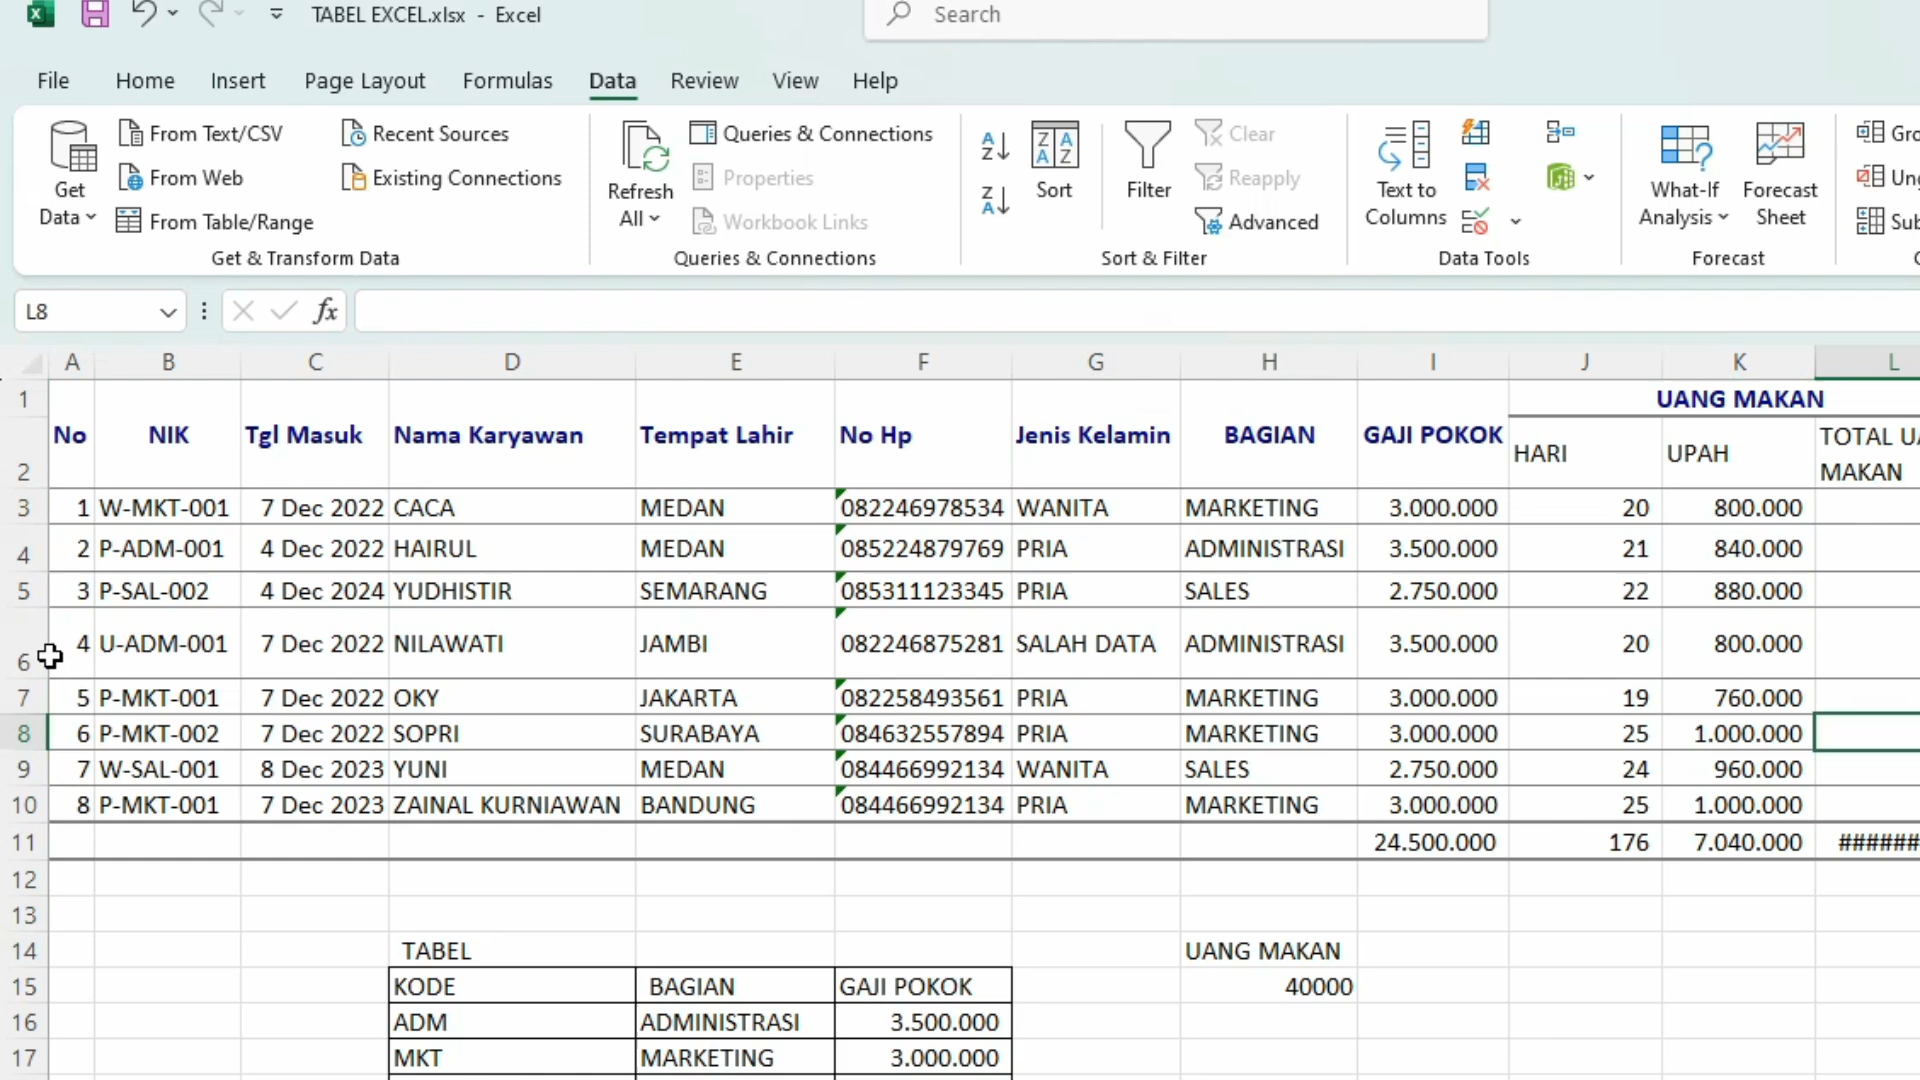 TABEL EXCEL.xlsx - Excel
Search
File Home Insert Page Layout Formulas Data Review View Help
Get Data
From Text/CSV
From Web
From Table/Range
Recent Sources
Existing Connections
Get & Transform Data
Refresh All
Queries & Connections
Properties
Workbook Links
Queries & Connections
Sort
Filter
Clear
Reapply
Advanced
Sort & Filter
Text to Columns
Data Tools
What-If Analysis
Forecast Sheet
Forecast
L8 fx
A B C D E F G H I J K L
1 UANG MAKAN
No NIK Tgl Masuk Nama Karyawan Tempat Lahir No Hp Jenis Kelamin BAGIAN GAJI POKOK
2 HARI UPAH TOTAL UA
MAKAN
3 1 W-MKT-001 7 Dec 2022 CACA MEDAN 082246978534 WANITA MARKETING 3.000.000 20 800.000
4 2 P-ADM-001 4 Dec 2022 HAIRUL MEDAN 085224879769 PRIA ADMINISTRASI 3.500.000 21 840.000
5 3 P-SAL-002 4 Dec 2024 YUDHISTIR SEMARANG 085311123345 PRIA SALES 2.750.000 22 880.000
6 4 U-ADM-001 7 Dec 2022 NILAWATI JAMBI 082246875281 SALAH DATA ADMINISTRASI 3.500.000 20 800.000
7 5 P-MKT-001 7 Dec 2022 OKY JAKARTA 082258493561 PRIA MARKETING 3.000.000 19 760.000
8 6 P-MKT-002 7 Dec 2022 SOPRI SURABAYA 084632557894 PRIA MARKETING 3.000.000 25 1.000.000
9 7 W-SAL-001 8 Dec 2023 YUNI MEDAN 084466992134 WANITA SALES 2.750.000 24 960.000
10 8 P-MKT-001 7 Dec 2023 ZAINAL KURNIAWAN BANDUNG 084466992134 PRIA MARKETING 3.000.000 25 1.000.000
11 24.500.000 176 7.040.000 ######
12
13
14 TABEL UANG MAKAN
15 KODE BAGIAN GAJI POKOK 40000
16 ADM ADMINISTRASI 3.500.000
17 MKT MARKETING 3.000.000